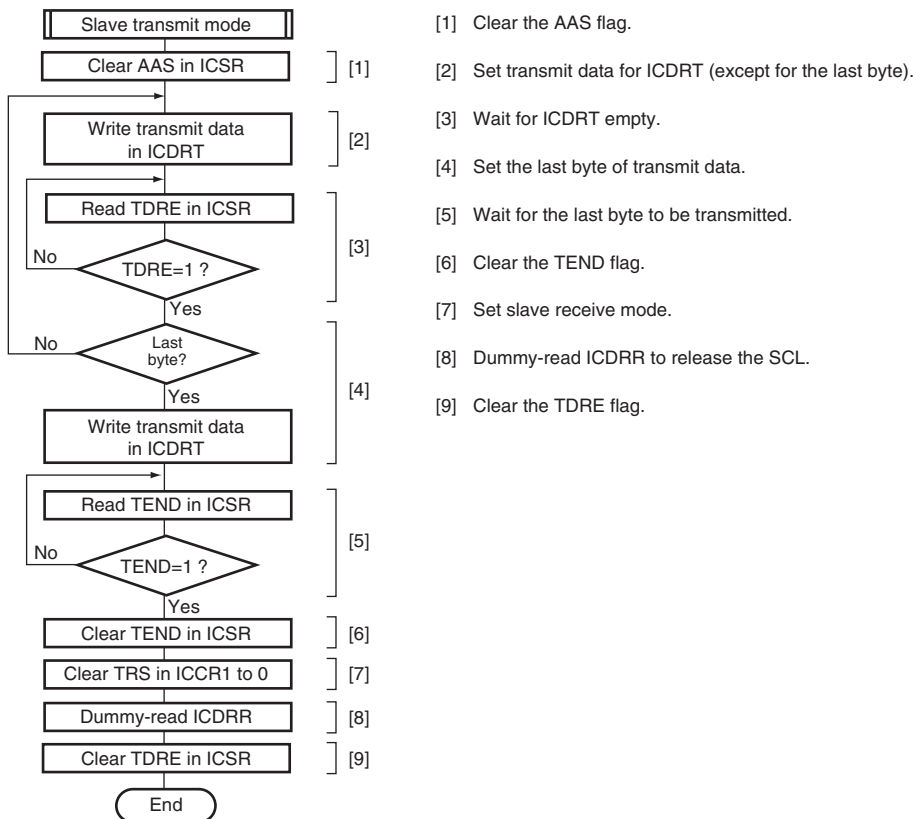 Slave transmit mode
Clear AAS in ICSR
[1]
Write transmit data
in ICDRT
[2]
Read TDRE in ICSR
No
TDRE=1 ?
[3]
Yes
No
Last
byte?
[4]
Yes
Write transmit data
in ICDRT
Read TEND in ICSR
No
TEND=1 ?
[5]
Yes
Clear TEND in ICSR
[6]
Clear TRS in ICCR1 to 0
[7]
Dummy-read ICDRR
[8]
Clear TDRE in ICSR
[9]
End
[1] Clear the AAS flag.
[2] Set transmit data for ICDRT (except for the last byte).
[3] Wait for ICDRT empty.
[4] Set the last byte of transmit data.
[5] Wait for the last byte to be transmitted.
[6] Clear the TEND flag.
[7] Set slave receive mode.
[8] Dummy-read ICDRR to release the SCL.
[9] Clear the TDRE flag.